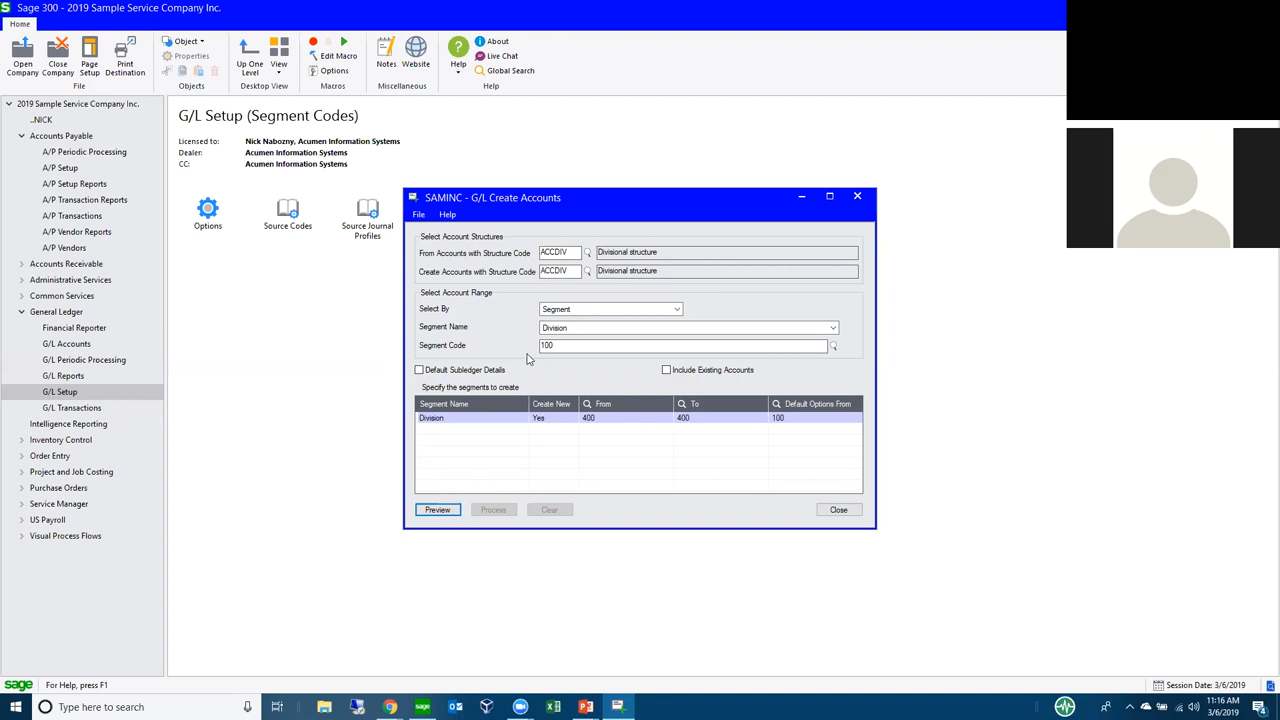 Sage 300 - 2019 Sample Service Company Inc.
Home
Open Company
Close Company
Page Setup
Print Destination
File
Object
Properties
Objects
Up One Level
View
Desktop View
Edit Macro
Options
Macros
Notes
Website
Miscellaneous
Help
About
Live Chat
Global Search
Help
2019 Sample Service Company Inc.
..NICK
Accounts Payable
A/P Periodic Processing
A/P Setup
A/P Setup Reports
A/P Transaction Reports
A/P Transactions
A/P Vendor Reports
A/P Vendors
Accounts Receivable
Administrative Services
Common Services
General Ledger
Financial Reporter
G/L Accounts
G/L Periodic Processing
G/L Reports
G/L Setup
G/L Transactions
Intelligence Reporting
Inventory Control
Order Entry
Project and Job Costing
Purchase Orders
Service Manager
US Payroll
Visual Process Flows
G/L Setup (Segment Codes)
Licensed to: Nick Nabozny, Acumen Information Systems
Dealer: Acumen Information Systems
CC: Acumen Information Systems
Options
Source Codes
Source Journal Profiles
SAMINC - G/L Create Accounts
File Help
Select Account Structures
From Accounts with Structure Code ACCDIV Divisional structure
Create Accounts with Structure Code ACCDIV Divisional structure
Select Account Range
Select By Segment
Segment Name Division
Segment Code 100
Default Subledger Details Include Existing Accounts
Specify the segments to create
Segment Name Create New From To Default Options From
Division Yes 400 400 100
Preview Process Clear Close
sage For Help, press F1
Session Date: 3/6/2019
Type here to search
sage
11:16 AM
3/6/2019
4